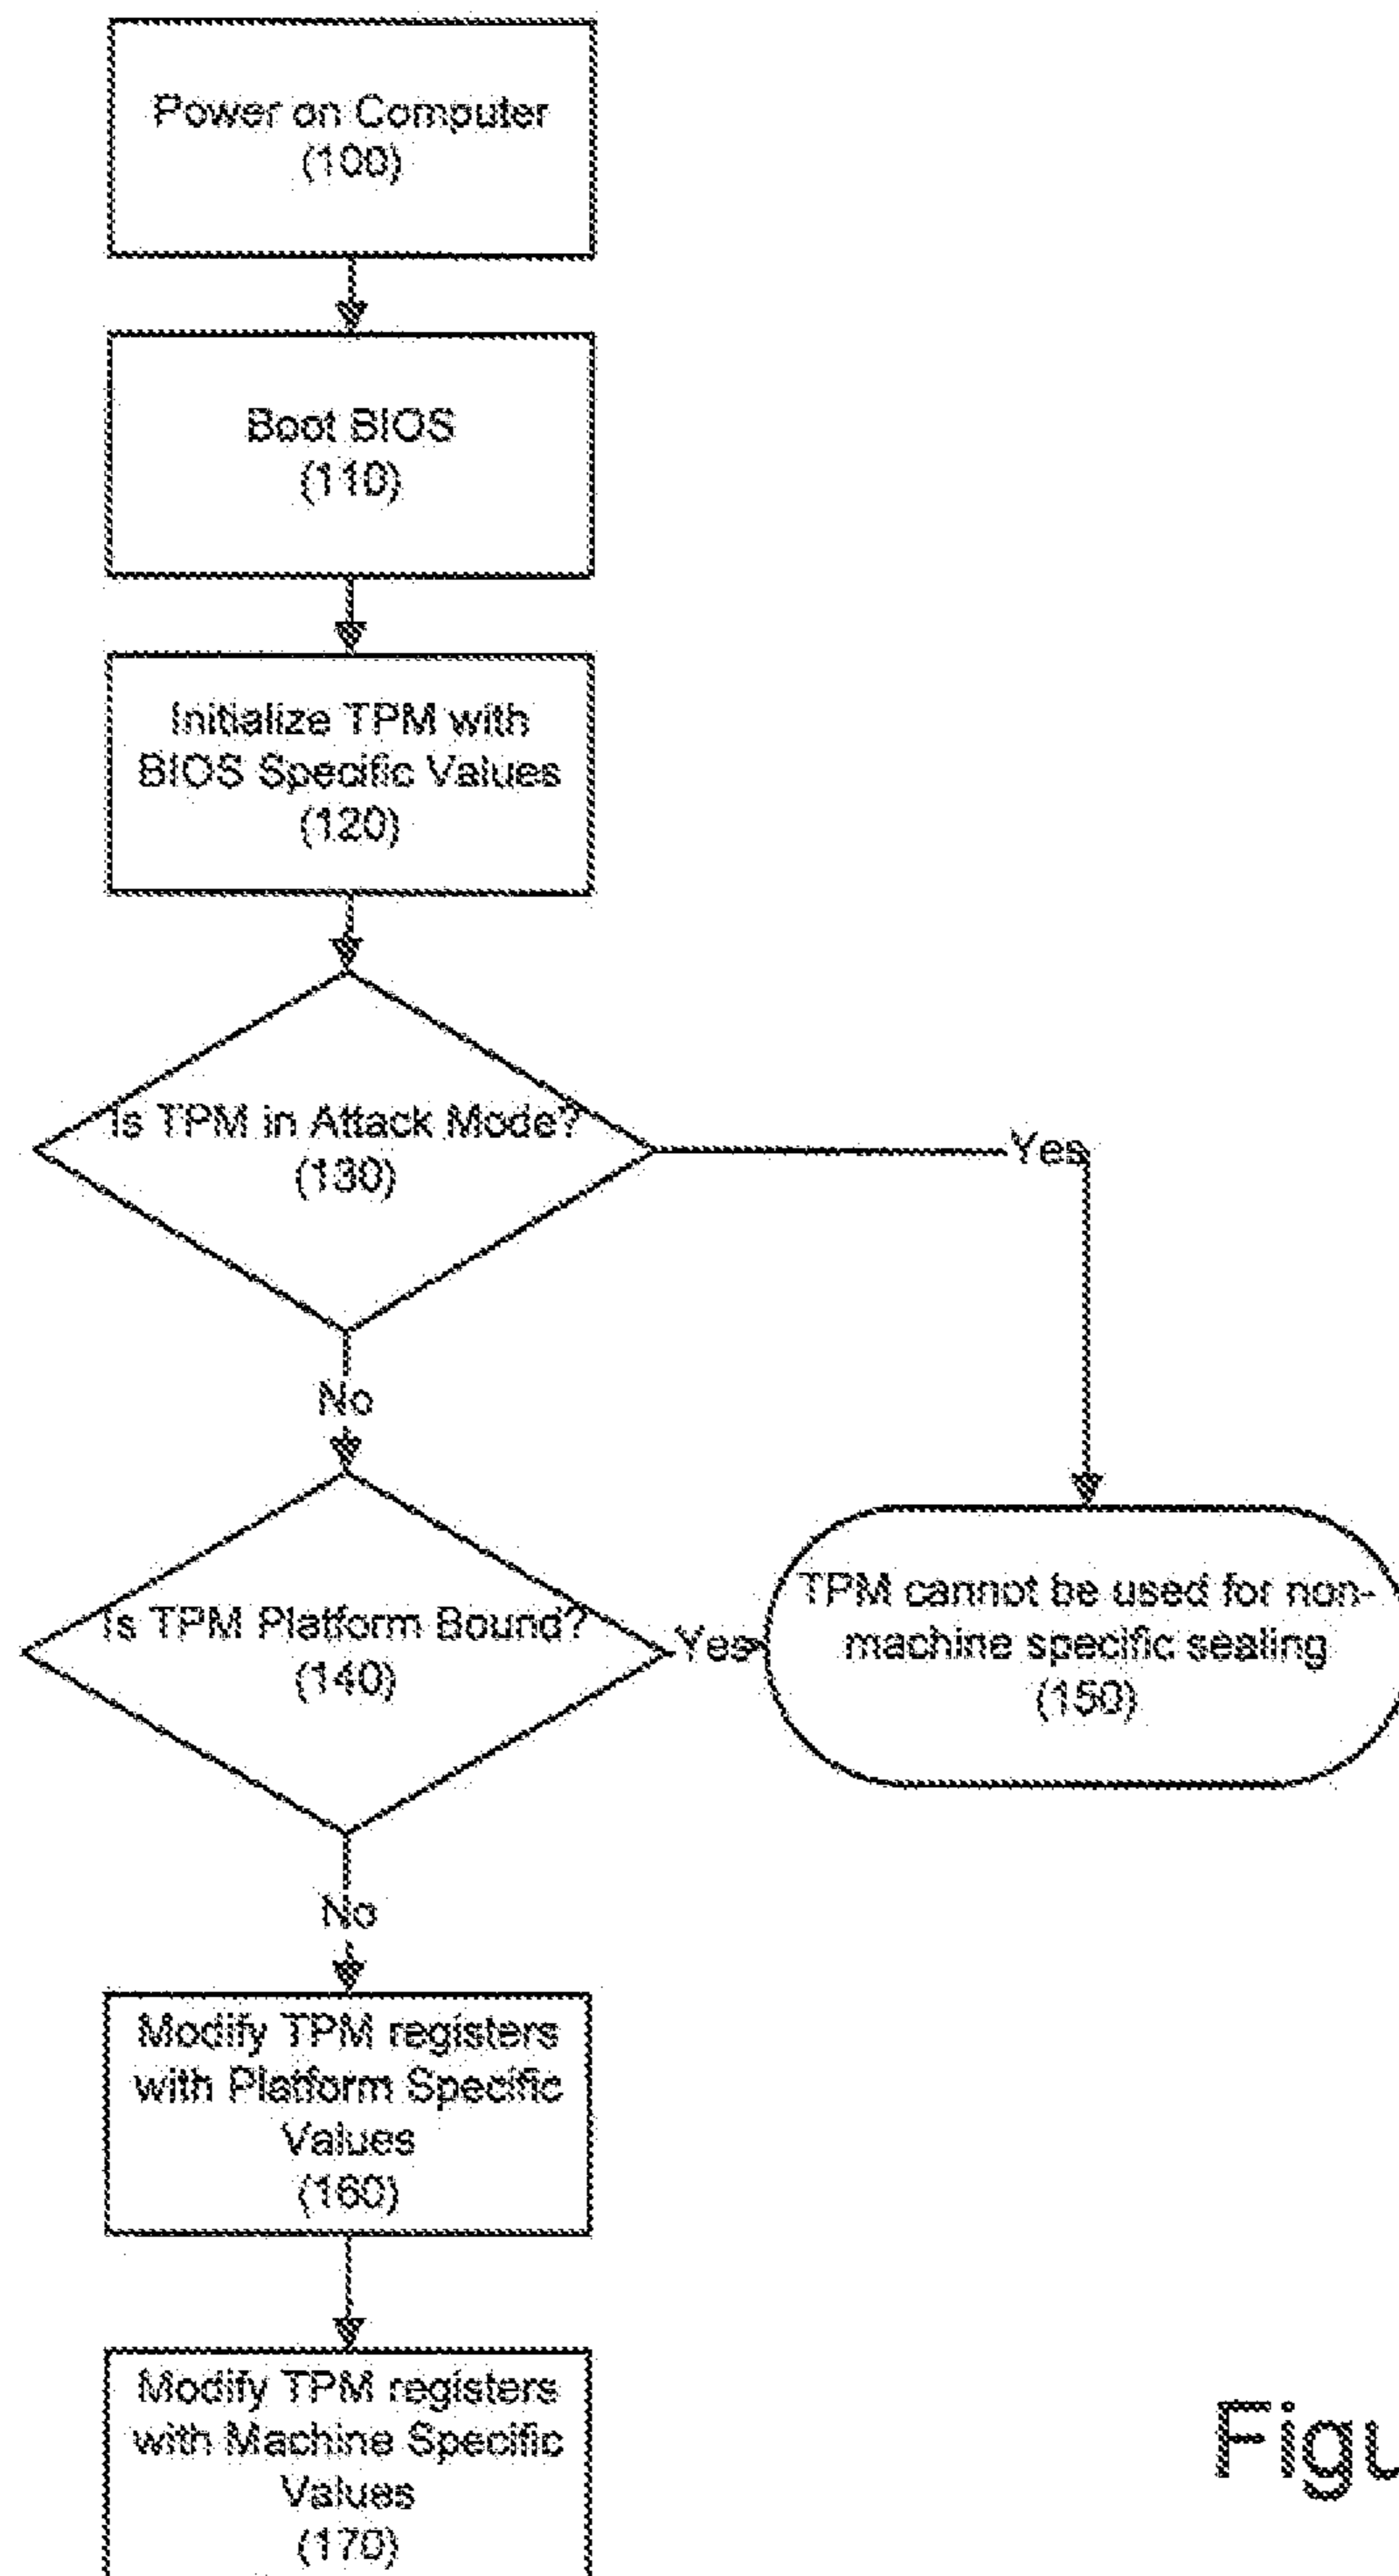 Power on Computer
(100)
Boot BIOS
(110)
Initialize TPM with
BIOS Specific Values
(120)
Is TPM in Attack Mode?
(130)
Yes
No
Is TPM Platform Bound?
(140)
Yes
TPM cannot be used for non-
machine specific sealing
(150)
No
Modify TPM registers
with Platform Specific
Values
(160)
Modify TPM registers
with Machine Specific
Values
(170)
Figu